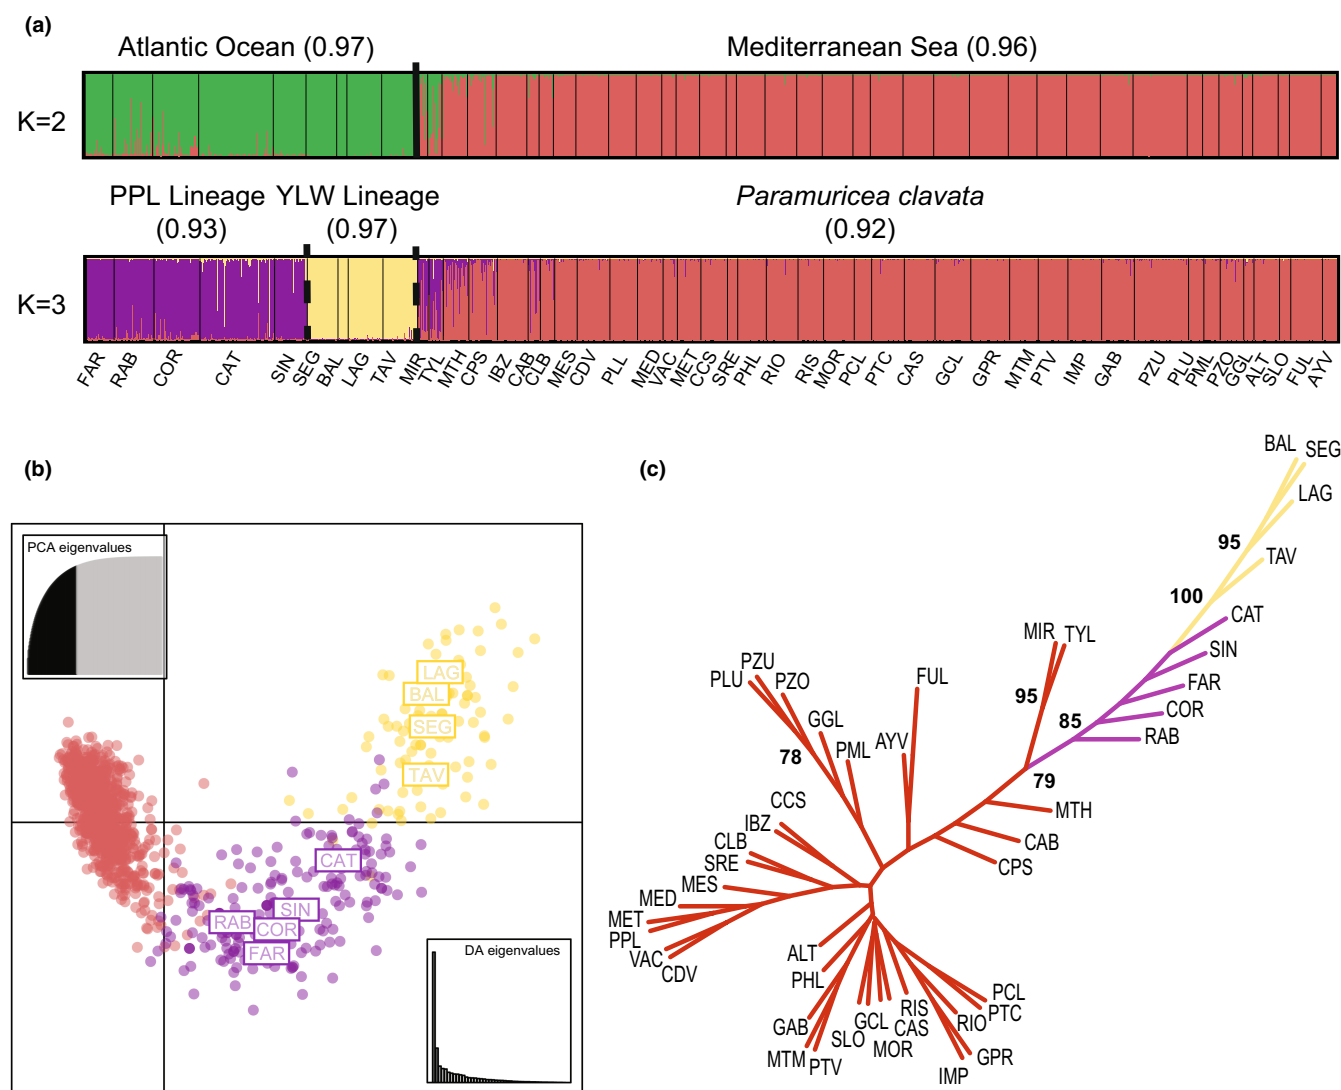 (a)
Atlantic Ocean (0.97) Mediterranean Sea (0.96)
K=2
PPL Lineage YLW Lineage Paramuricea clavata
(0.93) (0.97) (0.92)
K=3
FAR RAB COR CAT SIN SEG BAL LAG TAV MIR TYL MTH CPS IBZ CAB CLB MES CDV PLL MED VAC MET CCS SRE PHL RIO RIS MOR PCL PTC CAS GCL GPR MTM PTV IMP GAB PZU PLU PML PZO GGL ALT SLO FUL AYV
(b)
PCA eigenvalues
LAG
BAL
SEG
TAV
CAT
SIN
RAB
COR
FAR
DA eigenvalues
(c)
BAL SEG
LAG
95
TAV
100
CAT
SIN
FAR
COR
RAB
85
79
MIR TYL
95
MTH
CAB
CPS
FUL
AYV
PZU
PLU
PZO
GGL
PML
78
CCS
IBZ
CLB
SRE
MES
MED
MET
PPL
VAC
CDV
ALT
PHL
GAB
MTM
PTV
SLO
GCL
MOR
CAS
RIS
RIO
PCL
PTC
GPR
IMP